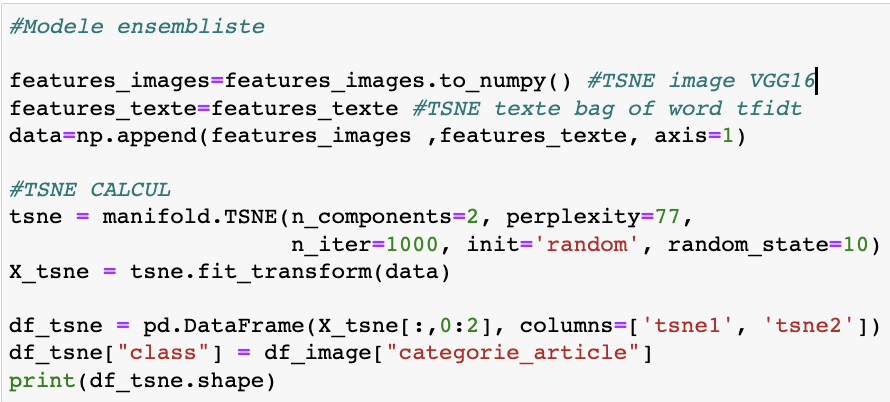 #Modele ensembliste
features_images=features_images.to_numpy() #TSNE image VGG16
features_texte=features_texte #TSNE texte bag of word tfidt
data=np.append(features_images ,features_texte, axis=1)
#TSNE CALCUL
tsne = manifold.TSNE(n_components=2, perplexity=77,
n_iter=1000, init='random', random_state=10)
X_tsne = tsne.fit_transform(data)
df_tsne = pd.DataFrame(X_tsne[:,0:2], columns=['tsne1', 'tsne2'])
df_tsne["class"] = df_image["categorie_article"]
print(df_tsne.shape)